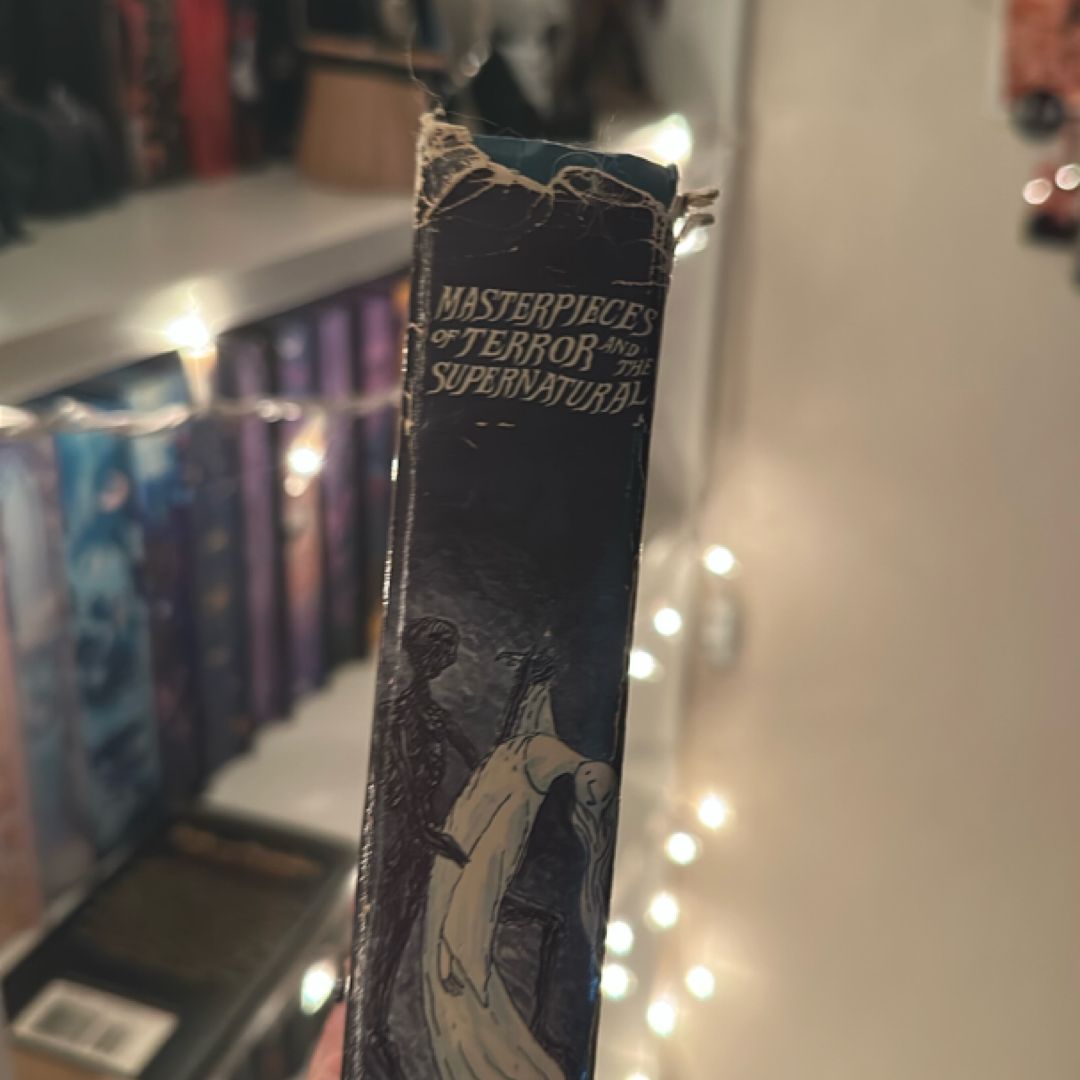 MASTERPIECES
OF TERROR AND THE
SUPERNATURAL